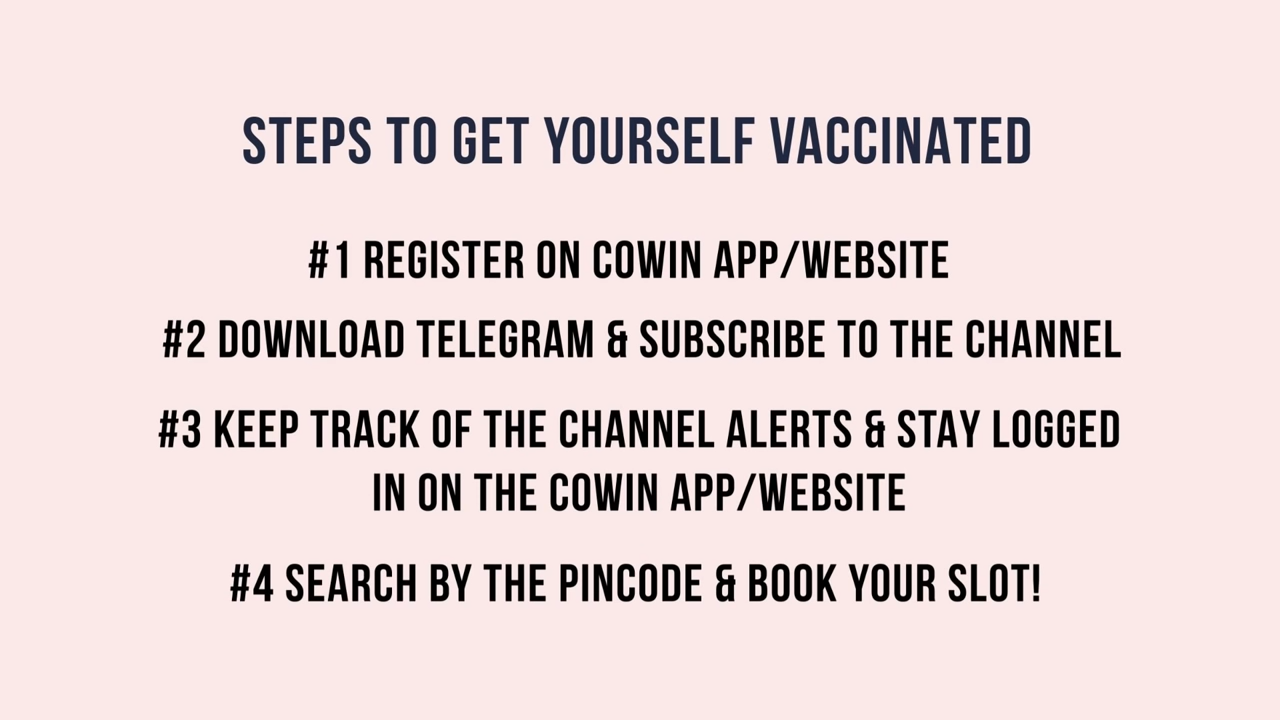 STEPS TO GET YOURSELF VACCINATED
#1 REGISTER ON COWIN APP/WEBSITE
#2 DOWNLOAD TELEGRAM & SUBSCRIBE TO THE CHANNEL
#3 KEEP TRACK OF THE CHANNEL ALERTS & STAY LOGGED
IN ON THE COWIN APP/WEBSITE
#4 SEARCH BY THE PINCODE & BOOK YOUR SLOT!